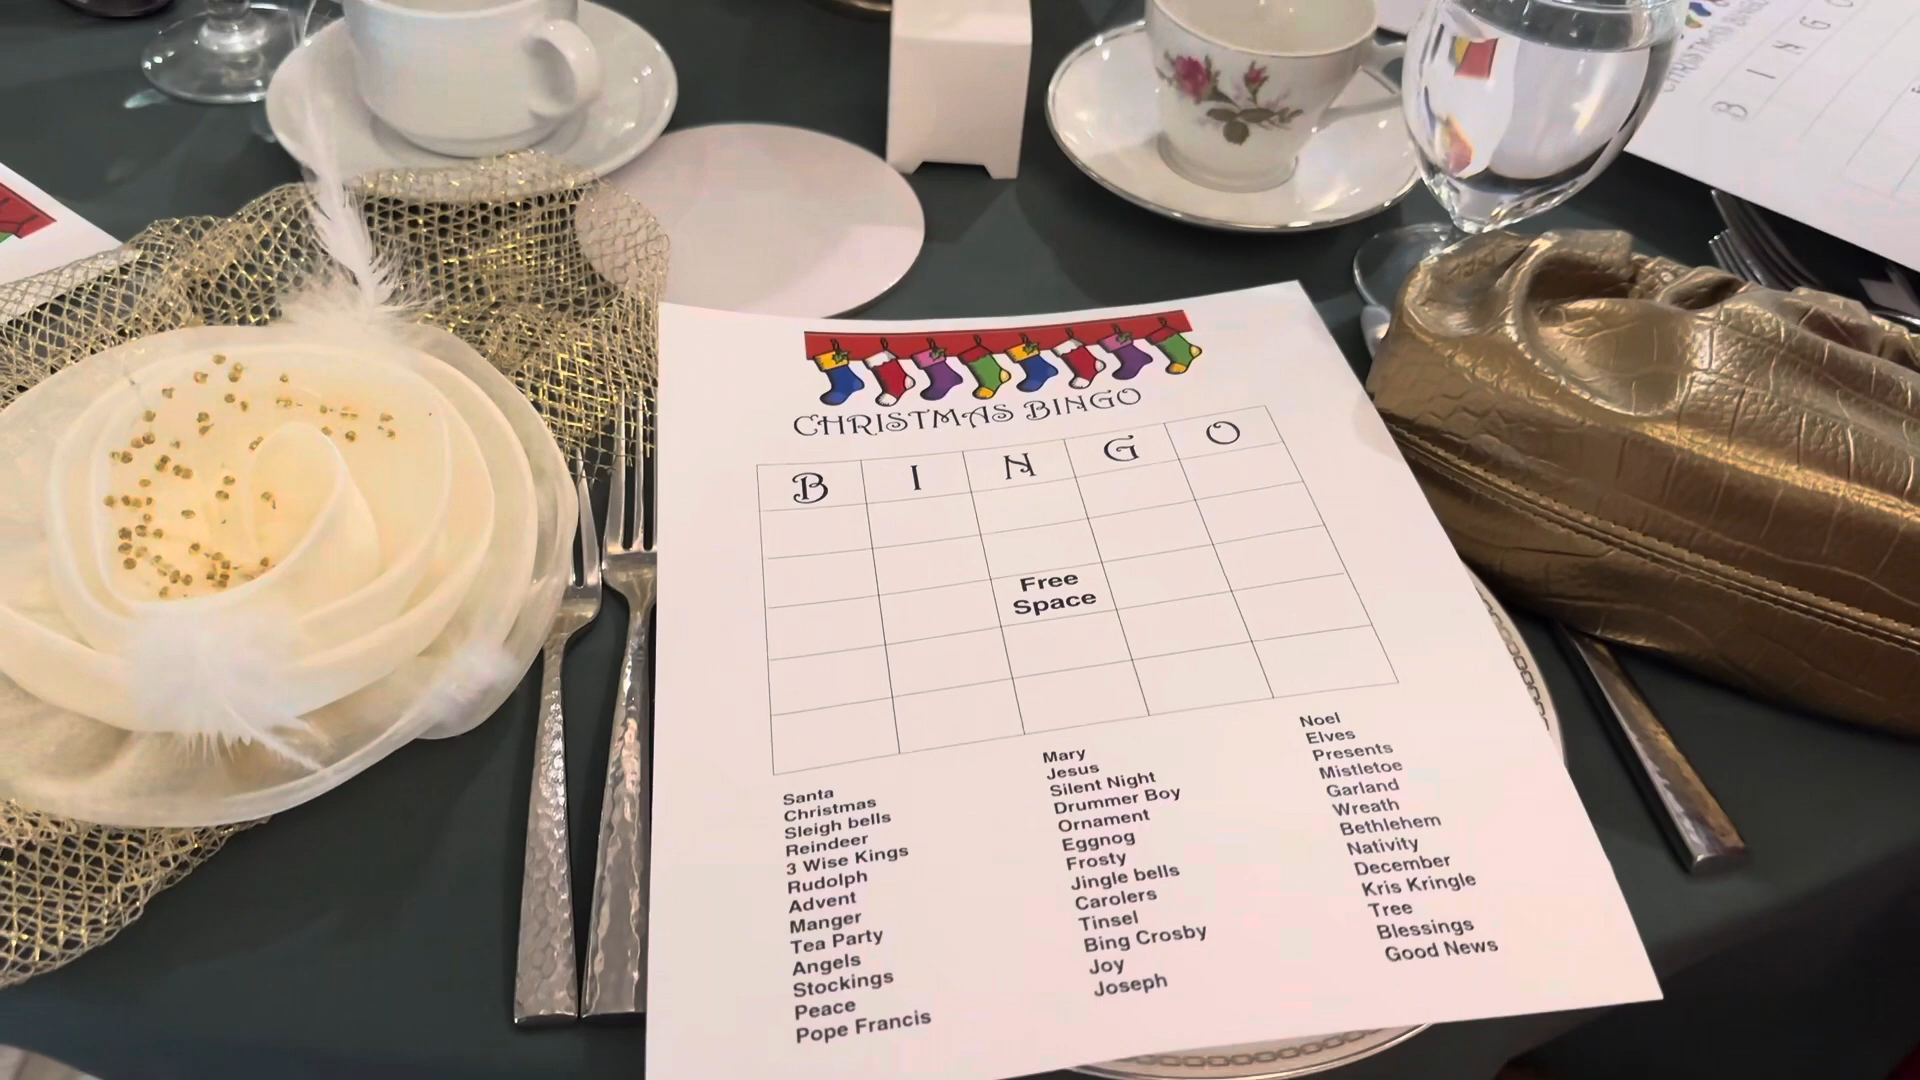 CHRISTMAS BINGO
B I N G O
Free
Space
Santa
Christmas
Sleigh bells
Reindeer
3 Wise Kings
Rudolph
Advent
Manger
Tea Party
Angels
Stockings
Peace
Pope Francis
Mary
Jesus
Silent Night
Drummer Boy
Ornament
Eggnog
Frosty
Jingle bells
Carolers
Tinsel
Bing Crosby
Joy
Joseph
Noel
Elves
Presents
Mistletoe
Garland
Wreath
Bethlehem
Nativity
December
Kris Kringle
Tree
Blessings
Good News
CHRISTMAS BINGO
B I N G O